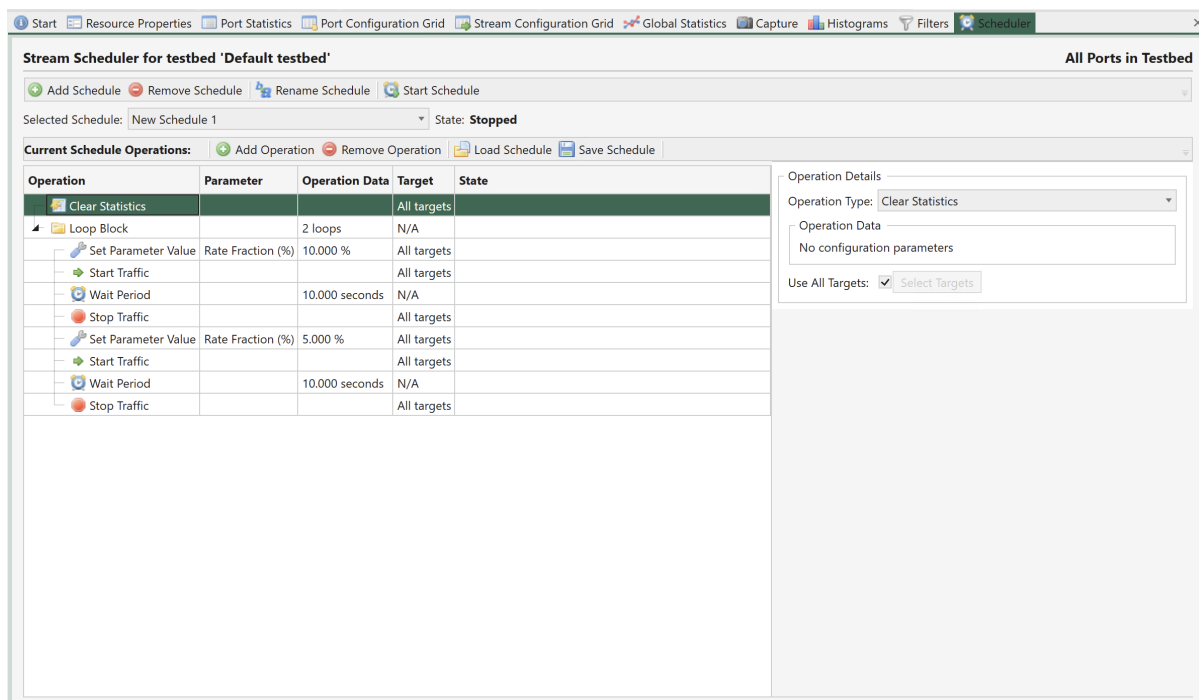 Start Resource Properties Port Statistics Port Configuration Grid Stream Configuration Grid Global Statistics Capture Histograms Filters Scheduler
Stream Scheduler for testbed 'Default testbed' All Ports in Testbed
Add Schedule Remove Schedule Rename Schedule Start Schedule
Selected Schedule: New Schedule 1 State: Stopped
Current Schedule Operations: Add Operation Remove Operation Load Schedule Save Schedule
Operation Parameter Operation Data Target State
Clear Statistics All targets
Loop Block 2 loops N/A
Set Parameter Value Rate Fraction (%) 10.000 % All targets
Start Traffic All targets
Wait Period 10.000 seconds N/A
Stop Traffic All targets
Set Parameter Value Rate Fraction (%) 5.000 % All targets
Start Traffic All targets
Wait Period 10.000 seconds N/A
Stop Traffic All targets
Operation Details
Operation Type: Clear Statistics
Operation Data
No configuration parameters
Use All Targets: Select Targets